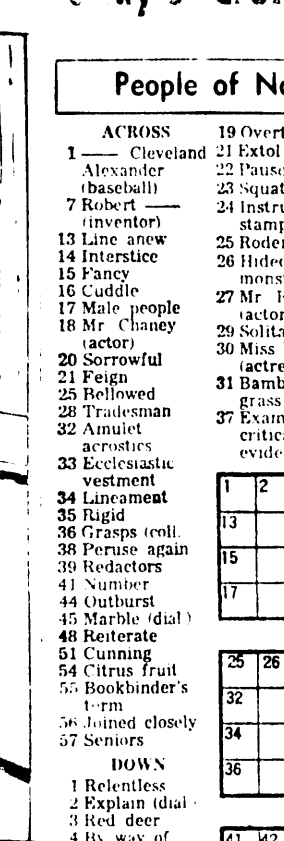 People of
ACROSS
1 —— Cleveland
Alexander
(baseball)
7 Robert ——
(inventor)
13 Line anew
14 Interstice
15 Fancy
16 Cuddle
17 Male people
18 Mr Chaney
(actor)
20 Sorrowful
21 Feign
25 Bellowed
28 Tradesman
32 Amulet
acrostics
33 Ecclesiastic
vestment
34 Lineament
35 Rigid
36 Grasps (coll.
38 Peruse again
39 Redactors
41 Number
44 Outburst
45 Marble (dial )
48 Reiterate
51 Cunning
54 Citrus fruit
55 Bookbinder's
term
56 Joined closely
57 Seniors
DOWN
1 Relentless
2 Explain (dial
3 Red deer
4 By way of
19 Overt
21 Extol
22 Pause
23 Squat
24 Instru
stamp
25 Roder
26 Hideo
mons
27 Mr
(actor
29 Solita
30 Miss
(actre
31 Bamb
grass
37 Exam
critica
evide
1 2
13
15
17
25 26
32
34
36
41 42